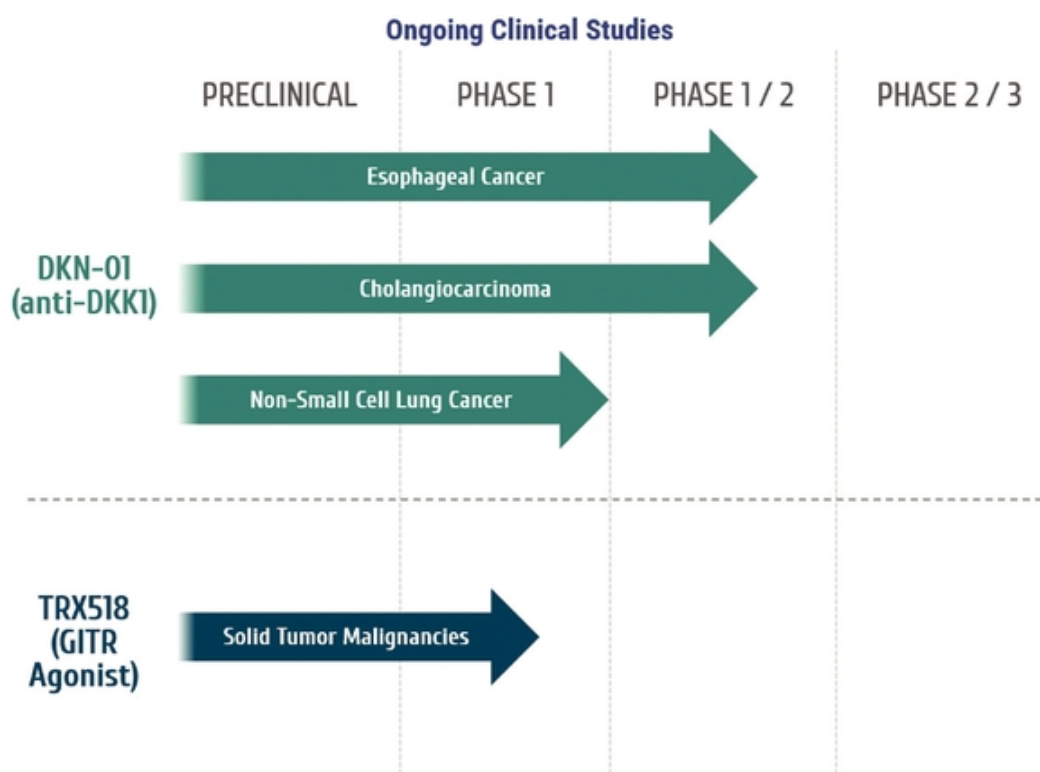 Ongoing Clinical Studies
PRECLINICAL
PHASE 1
PHASE 1 / 2
PHASE 2 / 3
Esophageal Cancer
DKN-01
(anti-DKK1)
Cholangiocarcinoma
Non-Small Cell Lung Cancer
TRX518
(GITR
Agonist)
Solid Tumor Malignancies